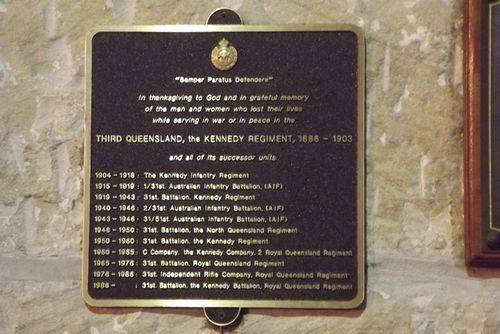 "Semper Paratus Defendere"
In thanksgiving to God and in grateful memory
of the men and women who lost their lives
while serving in war or in peace in the
THIRD QUEENSLAND, the KENNEDY REGIMENT, 1886 - 1903
and all of its successor units
1904 - 1918 : The Kennedy Infantry Regiment
1915 - 1919 : 1/31st. Australian Infantry Battalion, (AIF)
1919 - 1943 : 31st. Battalion, Kennedy Regiment
1940 - 1943 : 2/31st. Australian Infantry Battalion, (AIF)
1943 - 1946 : 31/51st. Australian Infantry Battalion, (AIF)
1948 - 1950 : 31st. Battalion, the North Queensland Regiment
1950 - 1960 : 31st. Battalion, the Kennedy Regiment
1960 - 1965 : C Company, the Kennedy Company, 2 Royal Queensland Regiment
1965 - 1976 : 31st. Battalion, Royal Queensland Regiment
1976 - 1986 : 31st. Independent Rifle Company, Royal Queensland Regiment
1986 - : 31st. Battalion, the Kennedy Battalion, Royal Queensland Regiment